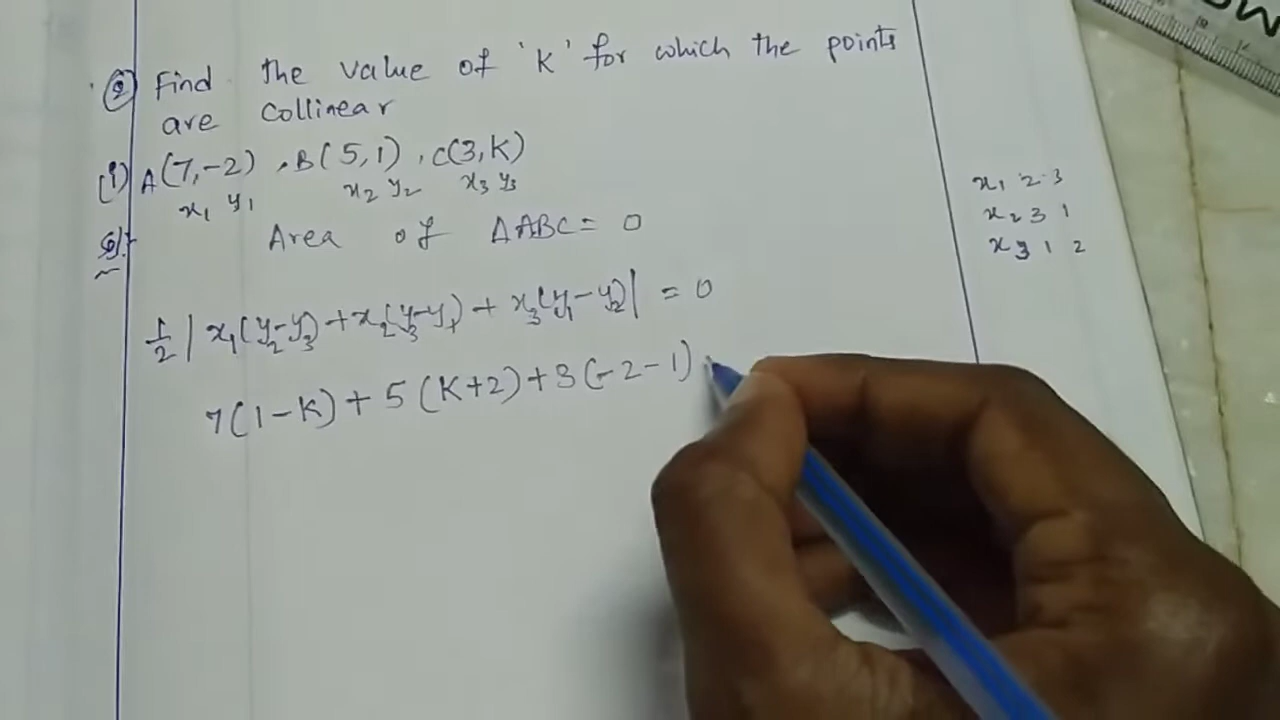 ② Find the value of 'K' for which the points
are collinear
(i) A(7,-2) , B(5,1) , C(3,K)
x₁ y₁ x₂ y₂ x₃ y₃
Area of ΔABC = 0
1/2 | x₁(y₂-y₃) + x₂(y₃-y₁) + x₃(y₁-y₂) | = 0
7(1-K) + 5(K+2) + 3(-2-1)
x₁ 2 3
x₂ 3 1
x₃ 1 2